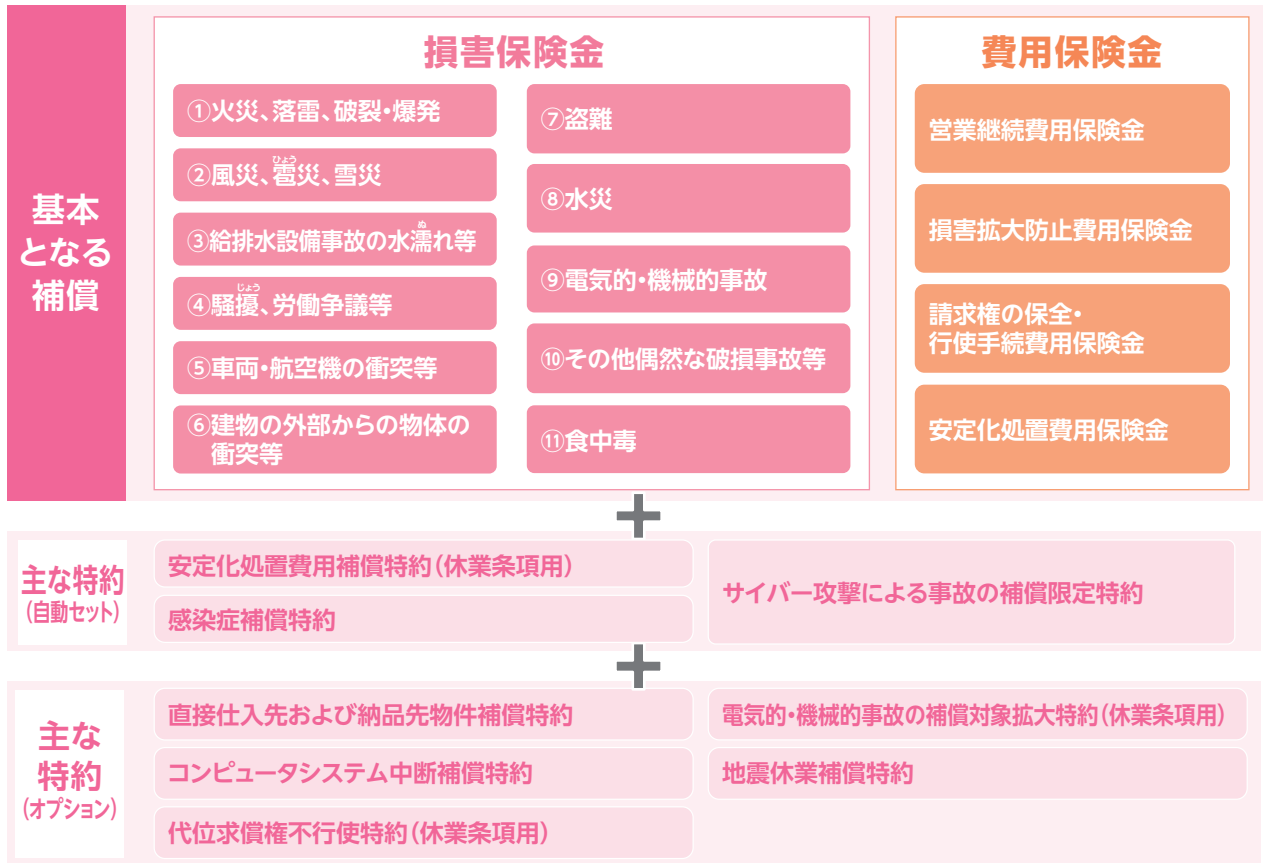 基本
となる
補償
損害保険金
①火災、落雷、破裂・爆発
②風災、雹災、雪災
ひょう
③給排水設備事故の水濡れ等
ぬ
④騒擾、労働争議等
じょう
⑤車両・航空機の衝突等
⑥建物の外部からの物体の
衝突等
⑦盗難
⑧水災
⑨電気的・機械的事故
⑩その他偶然な破損事故等
⑪食中毒
費用保険金
営業継続費用保険金
損害拡大防止費用保険金
請求権の保全・
行使手続費用保険金
安定化処置費用保険金
主な特約
(自動セット)
安定化処置費用補償特約(休業条項用)
感染症補償特約
サイバー攻撃による事故の補償限定特約
主な
特約
(オプション)
直接仕入先および納品先物件補償特約
コンピュータシステム中断補償特約
代位求償権不行使特約(休業条項用)
電気的・機械的事故の補償対象拡大特約(休業条項用)
地震休業補償特約